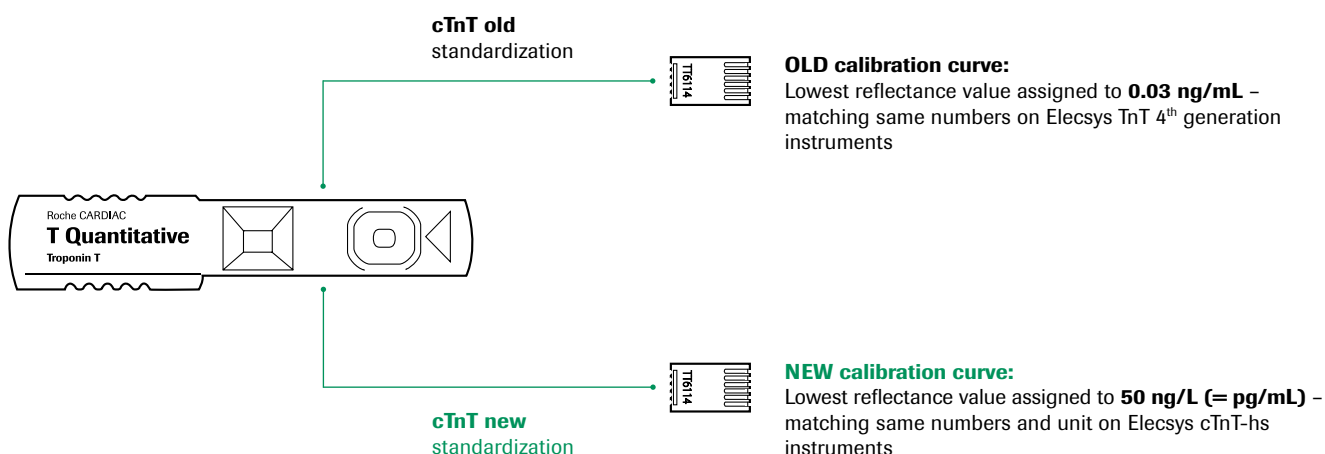 cTnT old
standardization
TT6114
OLD calibration curve:
Lowest reflectance value assigned to 0.03 ng/mL –
matching same numbers on Elecsys TnT 4th generation
instruments
Roche CARDIAC
T Quantitative
Troponin T
TT6114
NEW calibration curve:
Lowest reflectance value assigned to 50 ng/L (= pg/mL) –
matching same numbers and unit on Elecsys cTnT-hs
instruments
cTnT new
standardization